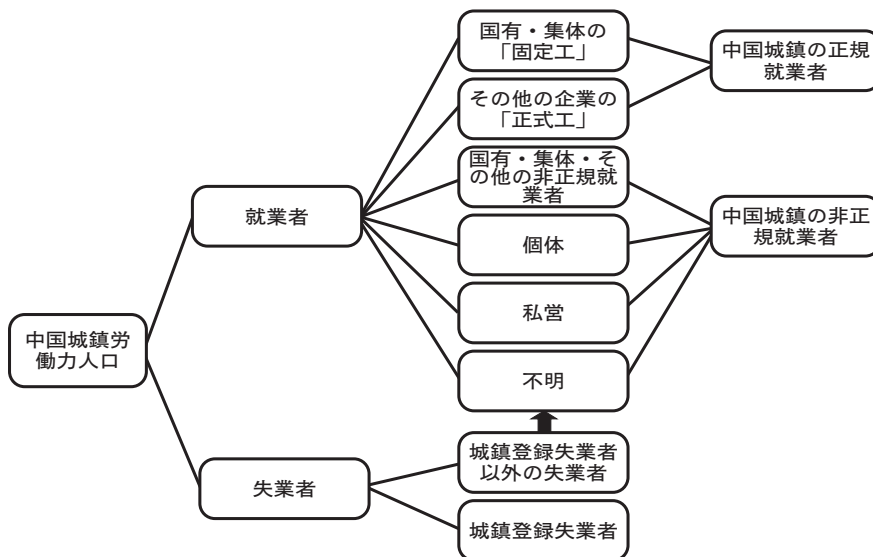 国有・集体の
「固定工」
中国城鎮の正規
就業者
その他の企業の
「正式工」
国有・集体・そ
の他の非正規就
業者
就業者
中国城鎮の非正
規就業者
個体
私営
中国城鎮労
働力人口
不明
城鎮登録失業者
以外の失業者
失業者
城鎮登録失業者